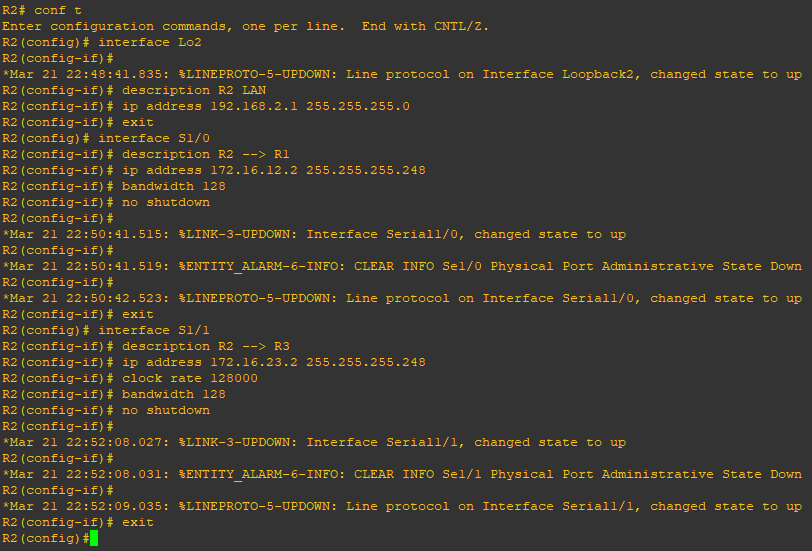 R2# conf t
Enter configuration commands, one per line.  End with CNTL/Z.
R2(config)# interface Lo2
R2(config-if)#
*Mar 21 22:48:41.835: %LINEPROTO-5-UPDOWN: Line protocol on Interface Loopback2, changed state to up
R2(config-if)# description R2 LAN
R2(config-if)# ip address 192.168.2.1 255.255.255.0
R2(config-if)# exit
R2(config)# interface S1/0
R2(config-if)# description R2 --> R1
R2(config-if)# ip address 172.16.12.2 255.255.255.248
R2(config-if)# bandwidth 128
R2(config-if)# no shutdown
R2(config-if)#
*Mar 21 22:50:41.515: %LINK-3-UPDOWN: Interface Serial1/0, changed state to up
R2(config-if)#
*Mar 21 22:50:41.519: %ENTITY_ALARM-6-INFO: CLEAR INFO Se1/0 Physical Port Administrative State Down
R2(config-if)#
*Mar 21 22:50:42.523: %LINEPROTO-5-UPDOWN: Line protocol on Interface Serial1/0, changed state to up
R2(config-if)# exit
R2(config)# interface S1/1
R2(config-if)# description R2 --> R3
R2(config-if)# ip address 172.16.23.2 255.255.255.248
R2(config-if)# clock rate 128000
R2(config-if)# bandwidth 128
R2(config-if)# no shutdown
R2(config-if)#
*Mar 21 22:52:08.027: %LINK-3-UPDOWN: Interface Serial1/1, changed state to up
R2(config-if)#
*Mar 21 22:52:08.031: %ENTITY_ALARM-6-INFO: CLEAR INFO Se1/1 Physical Port Administrative State Down
R2(config-if)#
*Mar 21 22:52:09.035: %LINEPROTO-5-UPDOWN: Line protocol on Interface Serial1/1, changed state to up
R2(config-if)# exit
R2(config)#